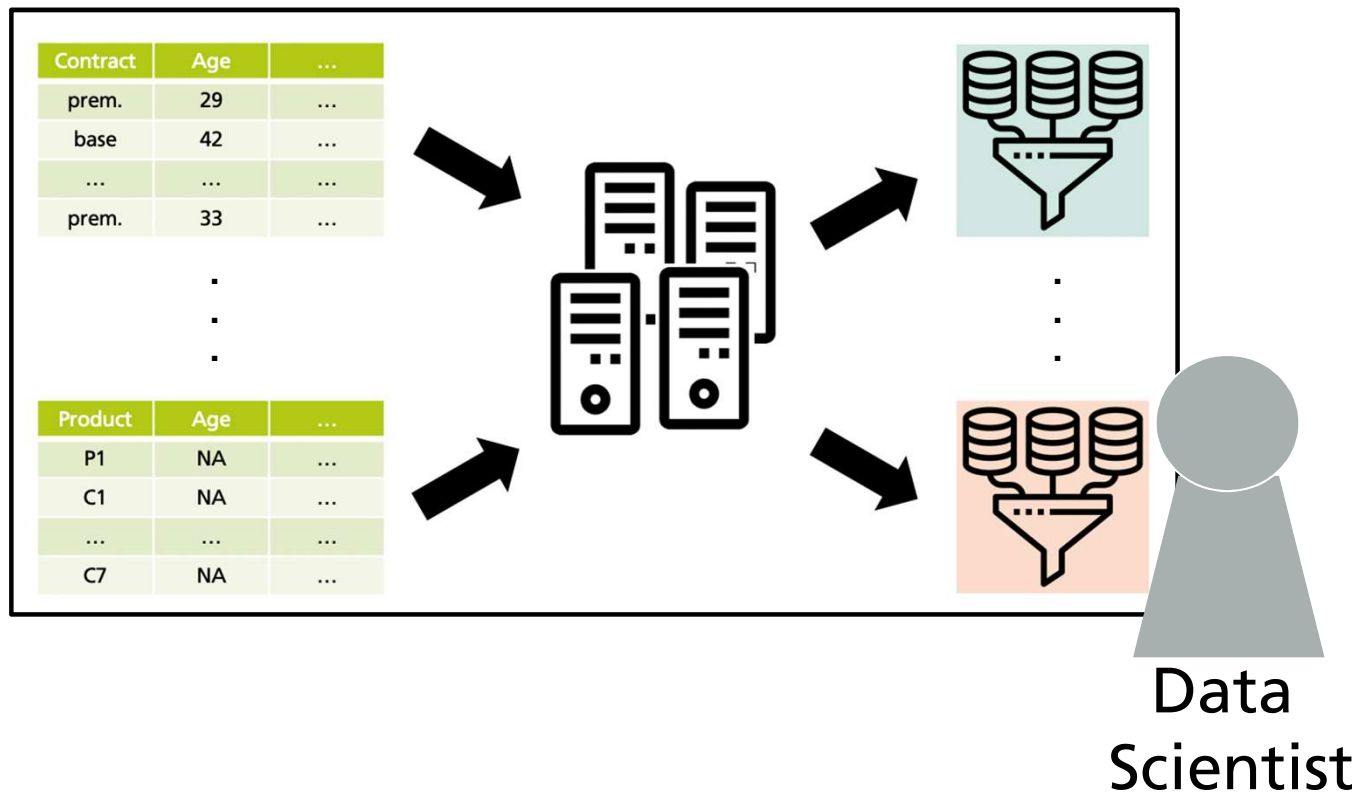 Contract Age ...
prem. 29 ...
base 42 ...
... ... ...
prem. 33 ...
Product Age ...
P1 NA ...
C1 NA ...
... ... ...
C7 NA ...
Data
Scientist